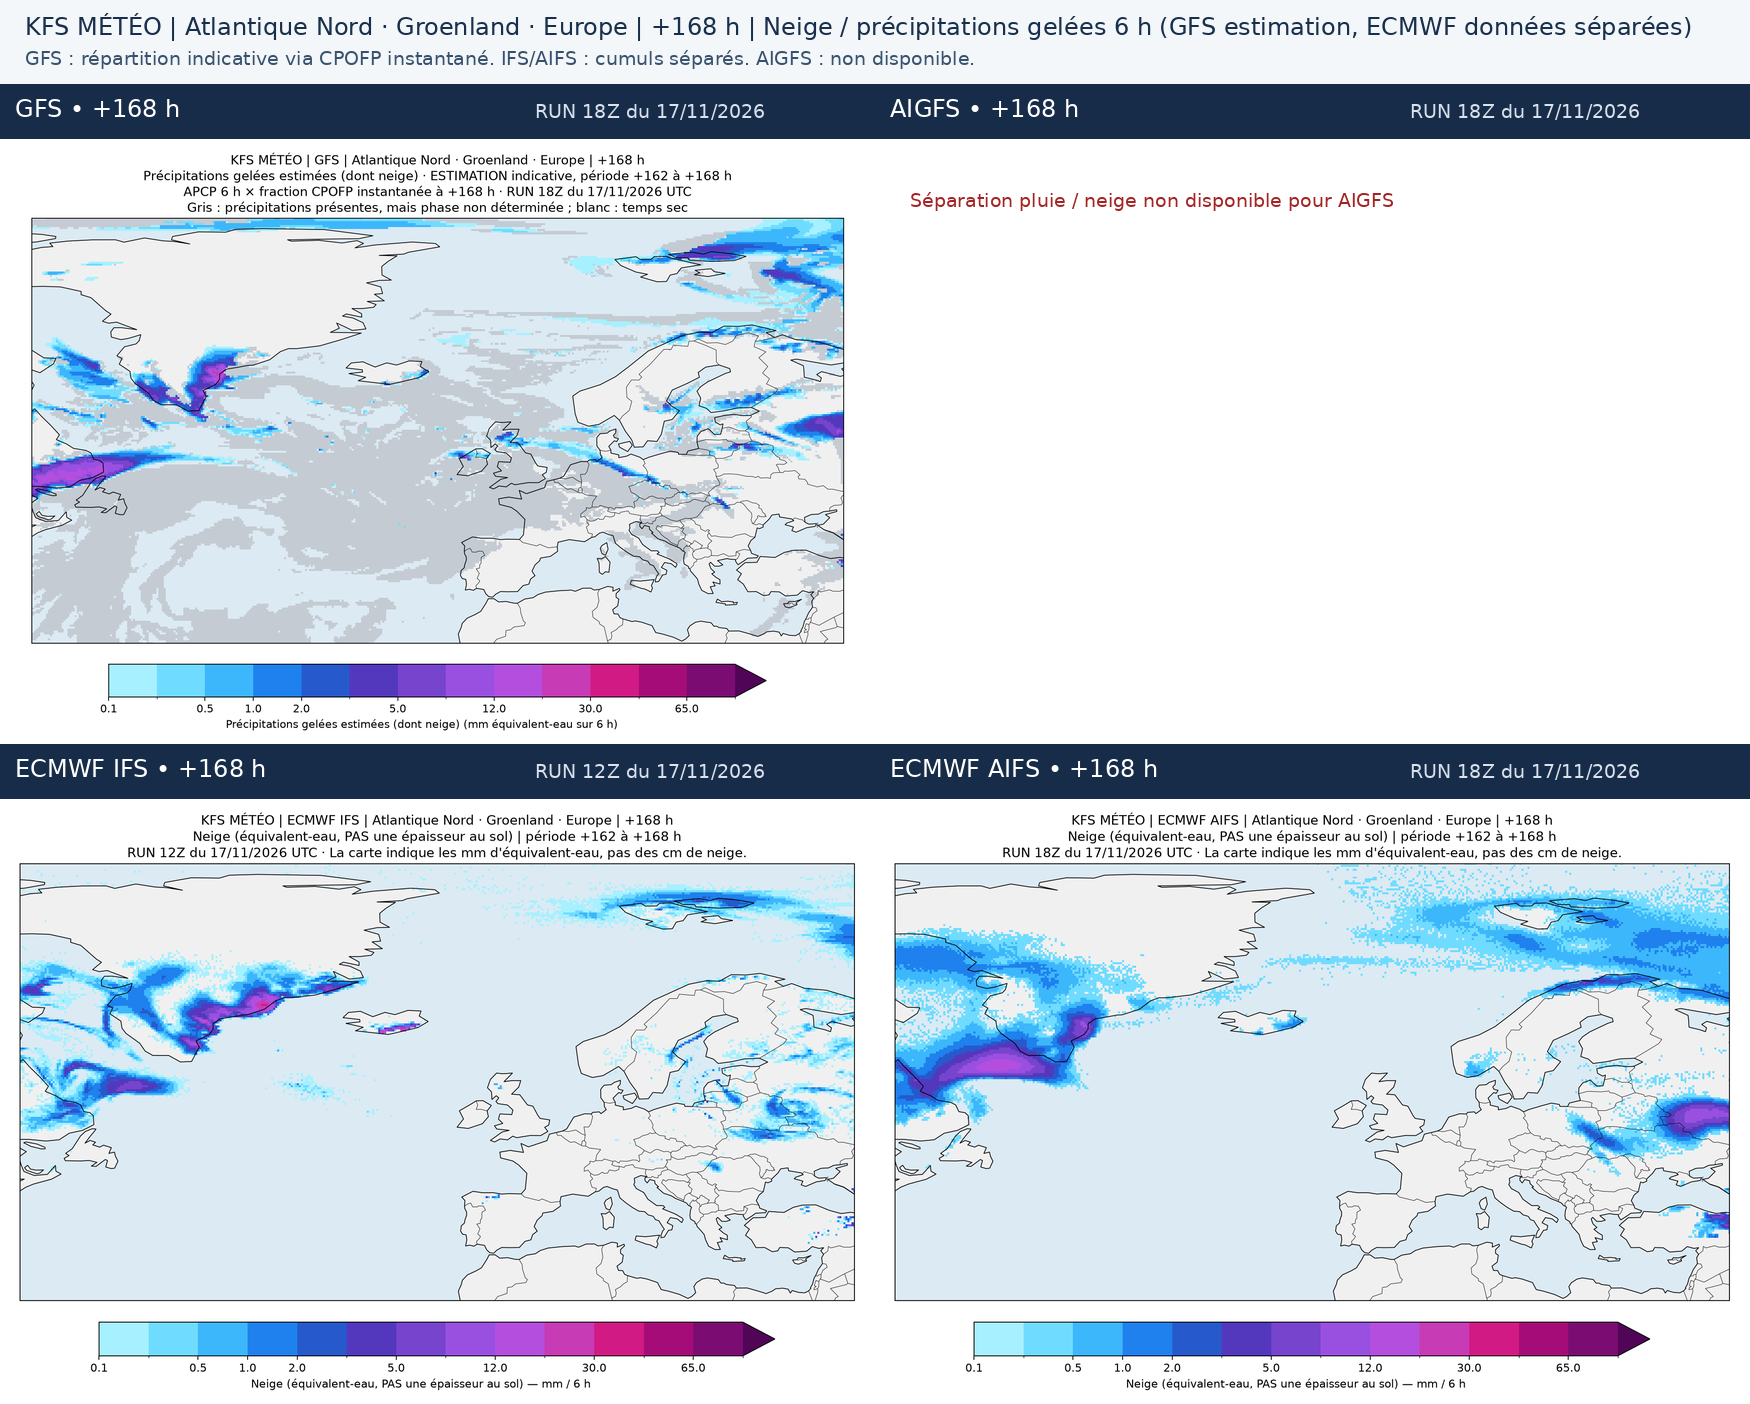 KFS MÉTÉO | Atlantique Nord · Groenland · Europe | +168 h | Neige / précipitations gelées 6 h (GFS estimation, ECMWF données séparées)
GFS : répartition indicative via CPOFP instantané. IFS/AIFS : cumuls séparés. AIGFS : non disponible.
GFS • +168 h
RUN 18Z du 17/11/2026
KFS MÉTÉO | GFS | Atlantique Nord · Groenland · Europe | +168 h
Précipitations gelées estimées (dont neige) · ESTIMATION indicative, période +162 à +168 h
APCP 6 h × fraction CPOFP instantanée à +168 h · RUN 18Z du 17/11/2026 UTC
Gris : précipitations présentes, mais phase non déterminée ; blanc : temps sec
0.1 0.5 1.0 2.0 5.0 12.0 30.0 65.0
Précipitations gelées estimées (dont neige) (mm équivalent-eau sur 6 h)
AIGFS • +168 h
RUN 18Z du 17/11/2026
Séparation pluie / neige non disponible pour AIGFS
ECMWF IFS • +168 h
RUN 12Z du 17/11/2026
KFS MÉTÉO | ECMWF IFS | Atlantique Nord · Groenland · Europe | +168 h
Neige (équivalent-eau, PAS une épaisseur au sol) | période +162 à +168 h
RUN 12Z du 17/11/2026 UTC · La carte indique les mm d'équivalent-eau, pas des cm de neige.
0.1 0.5 1.0 2.0 5.0 12.0 30.0 65.0
Neige (équivalent-eau, PAS une épaisseur au sol) — mm / 6 h
ECMWF AIFS • +168 h
RUN 18Z du 17/11/2026
KFS MÉTÉO | ECMWF AIFS | Atlantique Nord · Groenland · Europe | +168 h
Neige (équivalent-eau, PAS une épaisseur au sol) | période +162 à +168 h
RUN 18Z du 17/11/2026 UTC · La carte indique les mm d'équivalent-eau, pas des cm de neige.
0.1 0.5 1.0 2.0 5.0 12.0 30.0 65.0
Neige (équivalent-eau, PAS une épaisseur au sol) — mm / 6 h